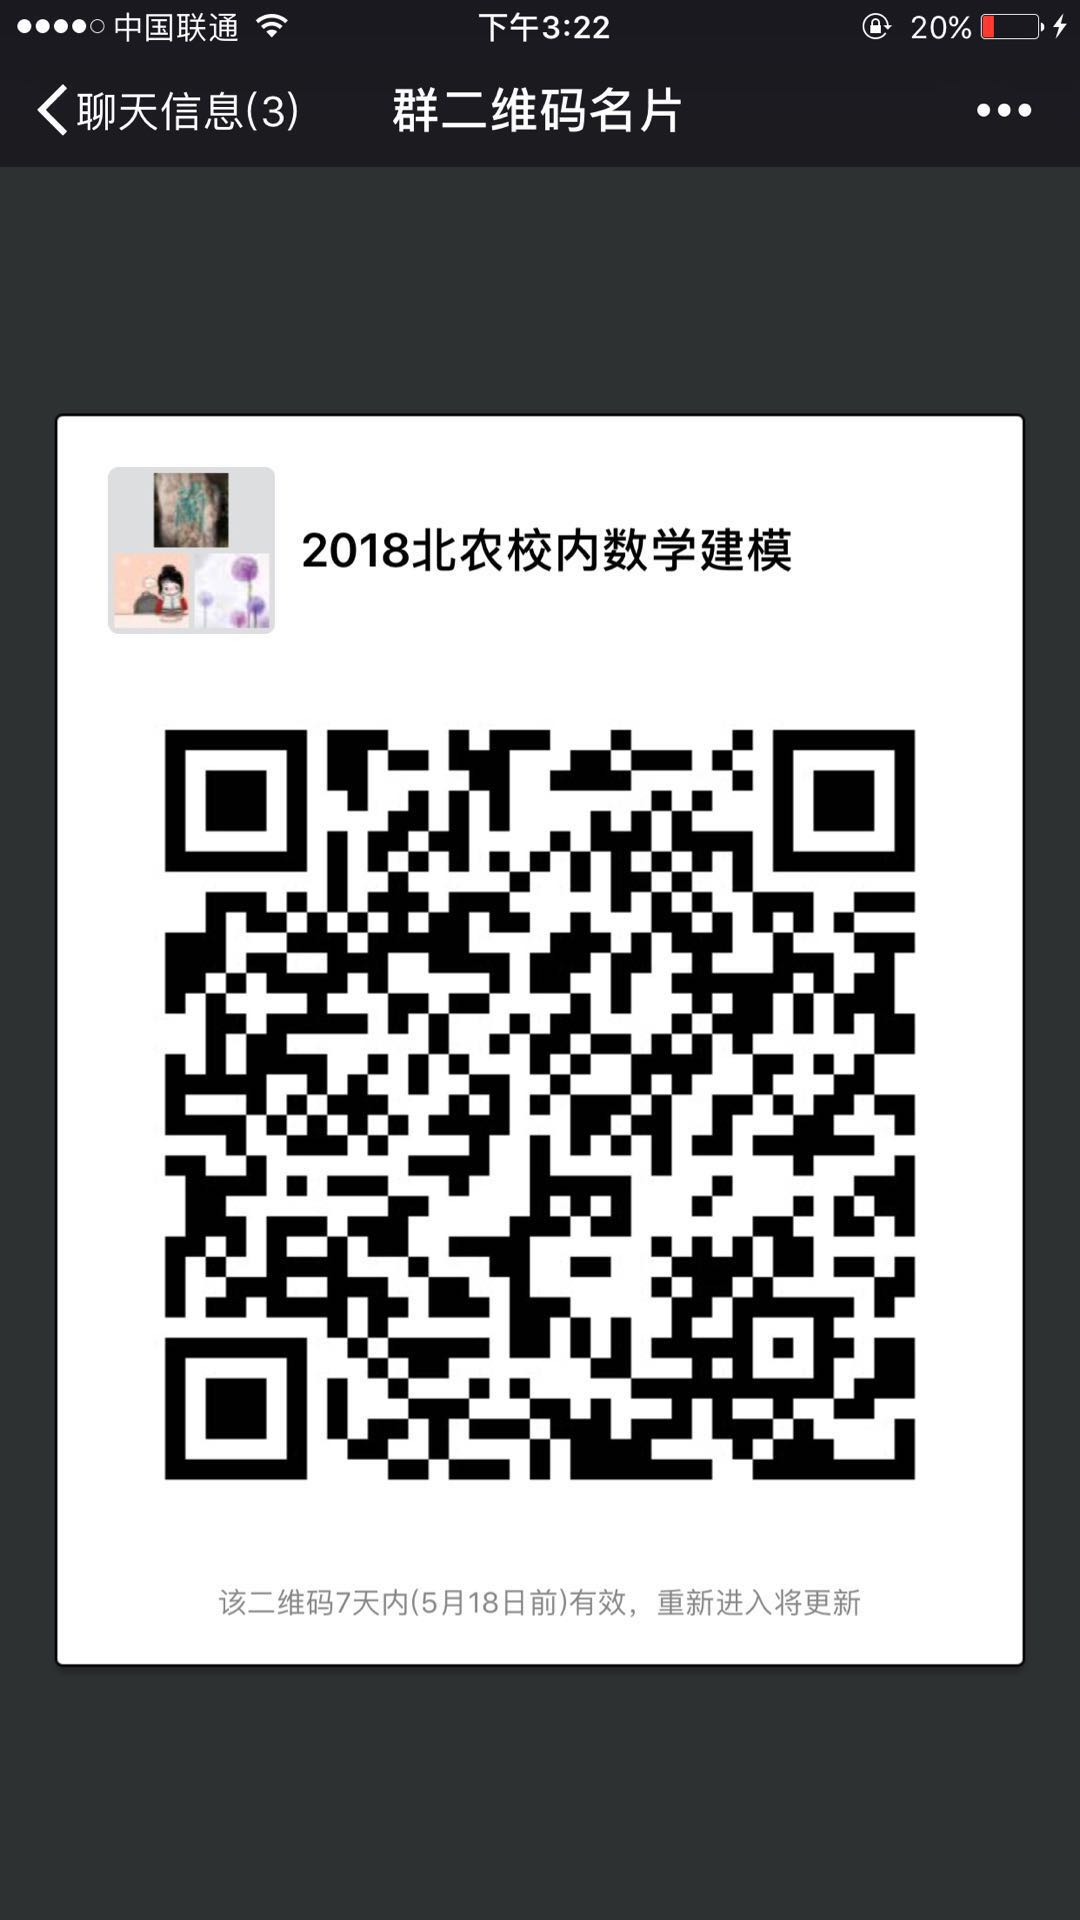 中国联通
下午3:22
20%
聊天信息(3)
群二维码名片
2018北农校内数学建模
该二维码7天内(5月18日前)有效，重新进入将更新